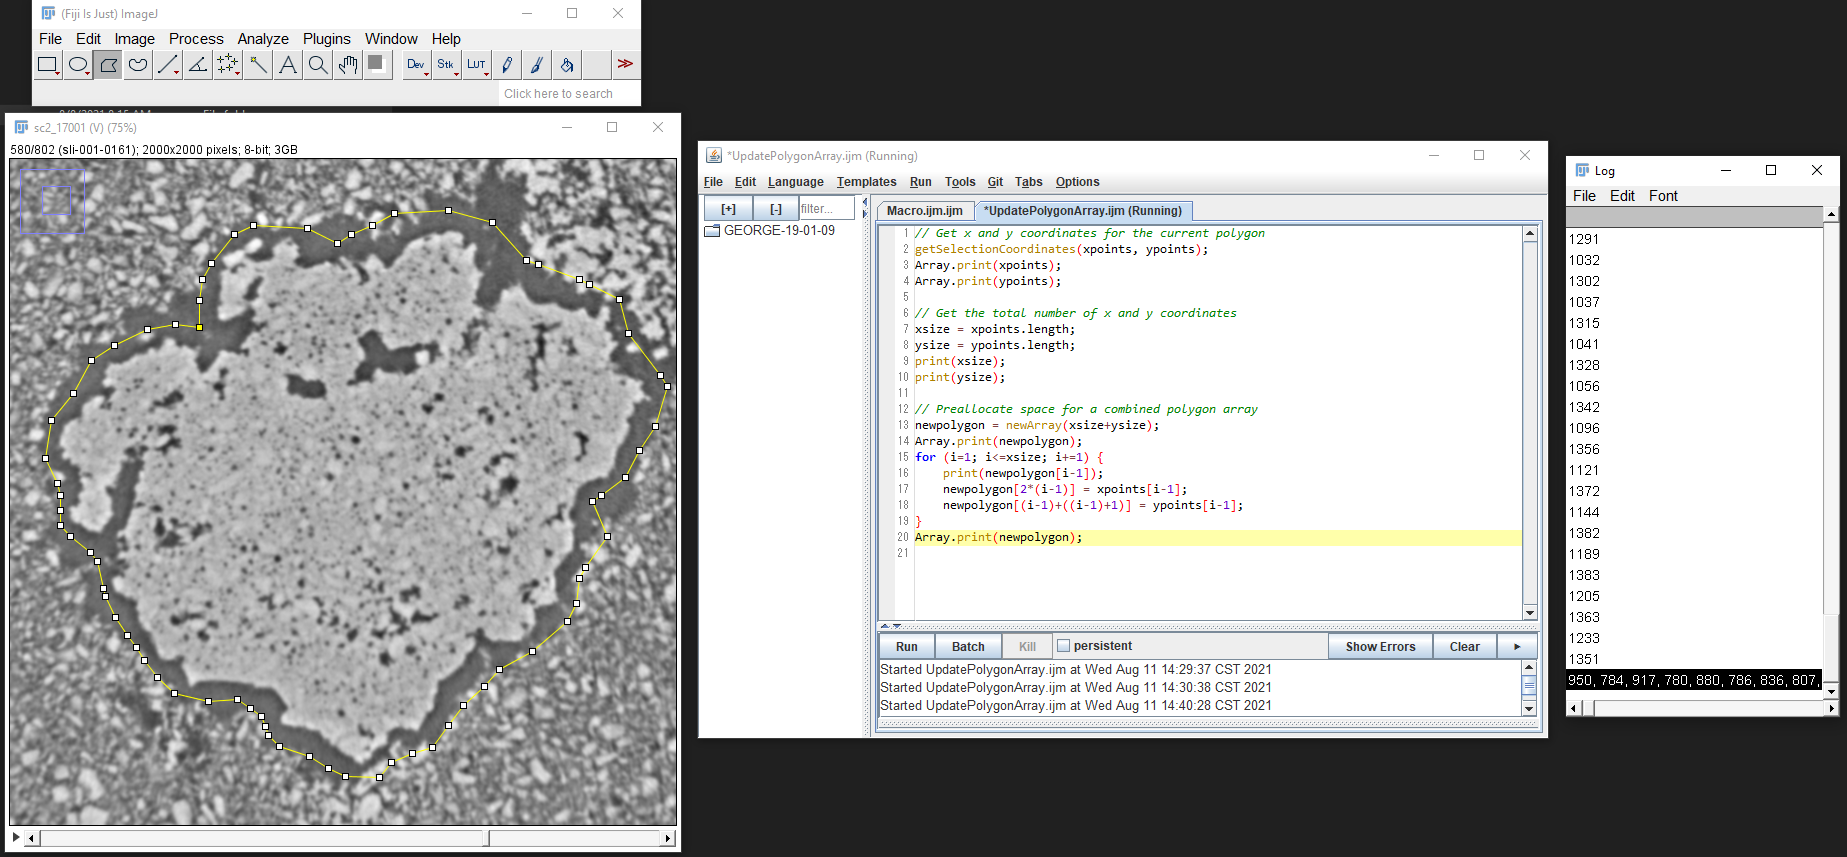 (Fiji Is Just) ImageJ
File Edit Image Process Analyze Plugins Window Help
Dev Stk LUT
Click here to search
sc2_17001 (V) (75%)
580/802 (sli-001-0161); 2000x2000 pixels; 8-bit; 3GB
*UpdatePolygonArray.ijm (Running)
File Edit Language Templates Run Tools Git Tabs Options
[+] [-] filter...
GEORGE-19-01-09
Macro.ijm.ijm *UpdatePolygonArray.ijm (Running)
1 // Get x and y coordinates for the current polygon
2 getSelectionCoordinates(xpoints, ypoints);
3 Array.print(xpoints);
4 Array.print(ypoints);
5
6 // Get the total number of x and y coordinates
7 xsize = xpoints.length;
8 ysize = ypoints.length;
9 print(xsize);
10 print(ysize);
11
12 // Preallocate space for a combined polygon array
13 newpolygon = newArray(xsize+ysize);
14 Array.print(newpolygon);
15 for (i=1; i<=xsize; i+=1) {
16 print(newpolygon[i-1]);
17 newpolygon[2*(i-1)] = xpoints[i-1];
18 newpolygon[(i-1)+((i-1)+1)] = ypoints[i-1];
19 }
20 Array.print(newpolygon);
21
Run Batch Kill persistent Show Errors Clear
Started UpdatePolygonArray.ijm at Wed Aug 11 14:29:37 CST 2021
Started UpdatePolygonArray.ijm at Wed Aug 11 14:30:38 CST 2021
Started UpdatePolygonArray.ijm at Wed Aug 11 14:40:28 CST 2021
Log
File Edit Font
1291
1032
1302
1037
1315
1041
1328
1056
1342
1096
1356
1121
1372
1144
1382
1189
1383
1205
1363
1233
1351
950, 784, 917, 780, 880, 786, 836, 807,